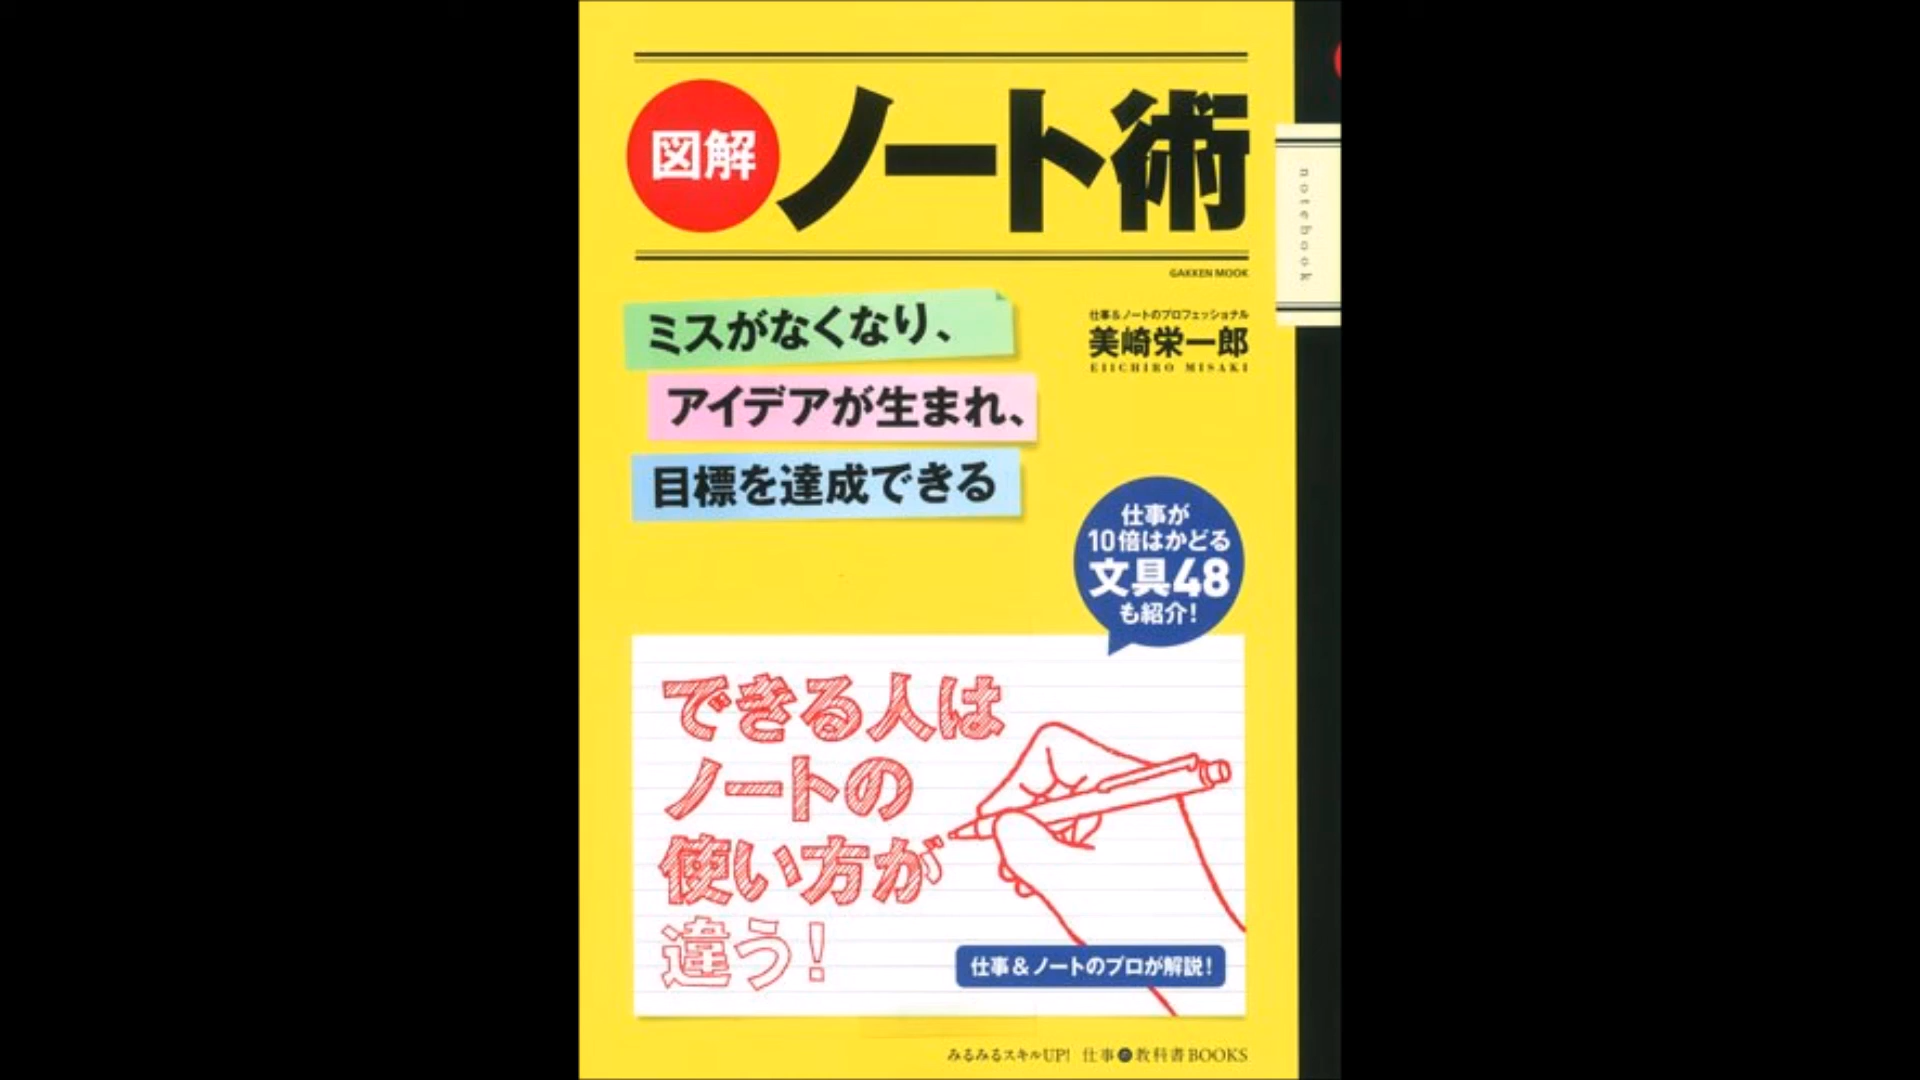 図解
ノート術
GAKKEN MOOK
notebook
仕事&ノートのプロフェッショナル
美崎栄一郎
EIICHIRO MISAKI
ミスがなくなり、
アイデアが生まれ、
目標を達成できる
仕事が
10倍はかどる
文具48
も紹介!
できる人は
ノートの
使い方が
違う!
仕事&ノートのプロが解説!
みるみるスキルUP! 仕事の教科書BOOKS